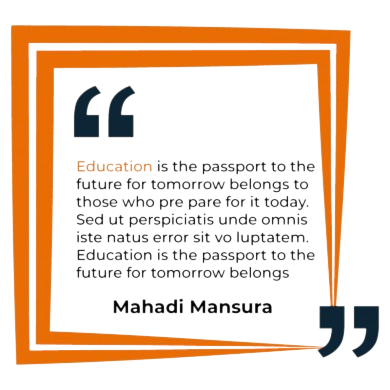 “
Education is the passport to the
future for tomorrow belongs to
those who pre pare for it today.
Sed ut perspiciatis unde omnis
iste natus error sit vo luptatem.
Education is the passport to the
future for tomorrow belongs
Mahadi Mansura
”